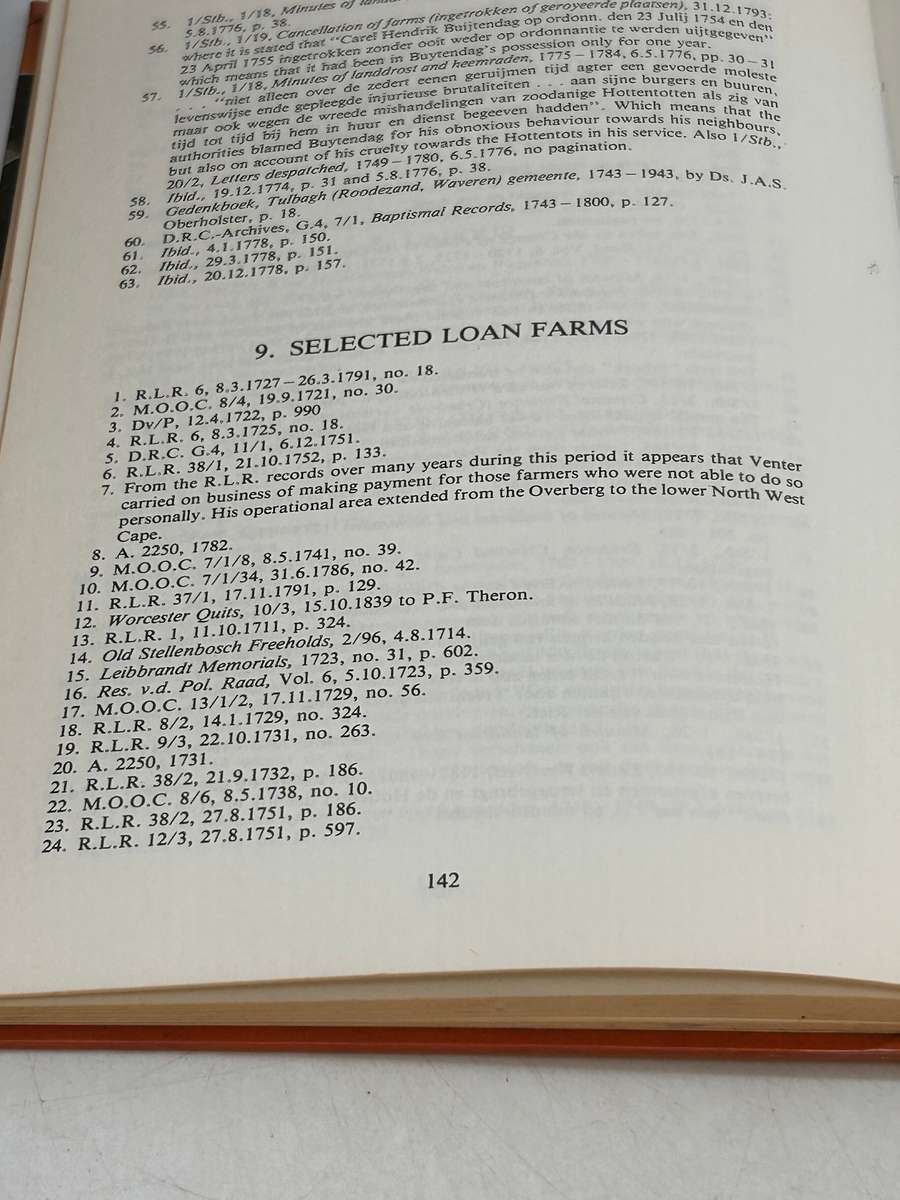 55. 1/Stb., 1/18, Minutes of
5.8.1776, p. 38.
56. 1/Stb., 1/19, Cancellation of farms (ingetrokken of geroyeerde plaatsen), 31.12.1793;
where it is stated that "Carel Hendrik Buijtendag op ordonn. den 23 Julij 1754 en den
23 April 1755 ingetrokken zonder ooit weder op ordonnantie te werden uijtgegeven"
which means that it had been in Buytendag's possession only for one year.
57. 1/Stb., 1/18, Minutes of landdrost and heemraden, 1775–1784, 6.5.1776, pp. 30–31
. . . "niet alleen over de zedert eenen geruijmen tijd agter een gevoerde moleste
levenswijse ende gepleegde injurieuse brutaliteiten . . . aan sijne burgers en buuren,
maar ook wegen de wreede mishandelingen van zoodanige Hottentotten als zig van
tijd tot tijd bij hem in huur en dienst begeeven hadden". Which means that the
authorities blamed Buytendag for his obnoxious behaviour towards his neighbours,
but also on account of his cruelty towards the Hottentots in his service. Also 1/Stb.,
20/2, Letters despatched, 1749–1780, 6.5.1776, no pagination.
58. Ibid., 19.12.1774, p. 31 and 5.8.1776, p. 38.
59. Gedenkboek, Tulbagh (Roodezand, Waveren) gemeente, 1743–1943, by Ds. J.A.S.
Oberholster, p. 18.
60. D.R.C.-Archives, G.4, 7/1, Baptismal Records, 1743–1800, p. 127.
61. Ibid., 4.1.1778, p. 150.
62. Ibid., 29.3.1778, p. 151.
63. Ibid., 20.12.1778, p. 157.
9. SELECTED LOAN FARMS
1. R.L.R. 6, 8.3.1727–26.3.1791, no. 18.
2. M.O.O.C. 8/4, 19.9.1721, no. 30.
3. Dv/P, 12.4.1722, p. 990
4. R.L.R. 6, 8.3.1725, no. 18.
5. D.R.C. G.4, 11/1, 6.12.1751.
6. R.L.R. 38/1, 21.10.1752, p. 133.
7. From the R.L.R. records over many years during this period it appears that Venter
carried on business of making payment for those farmers who were not able to do so
personally. His operational area extended from the Overberg to the lower North West
Cape.
8. A. 2250, 1782.
9. M.O.O.C. 7/1/8, 8.5.1741, no. 39.
10. M.O.O.C. 7/1/34, 31.6.1786, no. 42.
11. R.L.R. 37/1, 17.11.1791, p. 129.
12. Worcester Quits, 10/3, 15.10.1839 to P.F. Theron.
13. R.L.R. 1, 11.10.1711, p. 324.
14. Old Stellenbosch Freeholds, 2/96, 4.8.1714.
15. Leibbrandt Memorials, 1723, no. 31, p. 602.
16. Res. v.d. Pol. Raad, Vol. 6, 5.10.1723, p. 359.
17. M.O.O.C. 13/1/2, 17.11.1729, no. 56.
18. R.L.R. 8/2, 14.1.1729, no. 324.
19. R.L.R. 9/3, 22.10.1731, no. 263.
20. A. 2250, 1731.
21. R.L.R. 38/2, 21.9.1732, p. 186.
22. M.O.O.C. 8/6, 8.5.1738, no. 10.
23. R.L.R. 38/2, 27.8.1751, p. 186.
24. R.L.R. 12/3, 27.8.1751, p. 597.
142